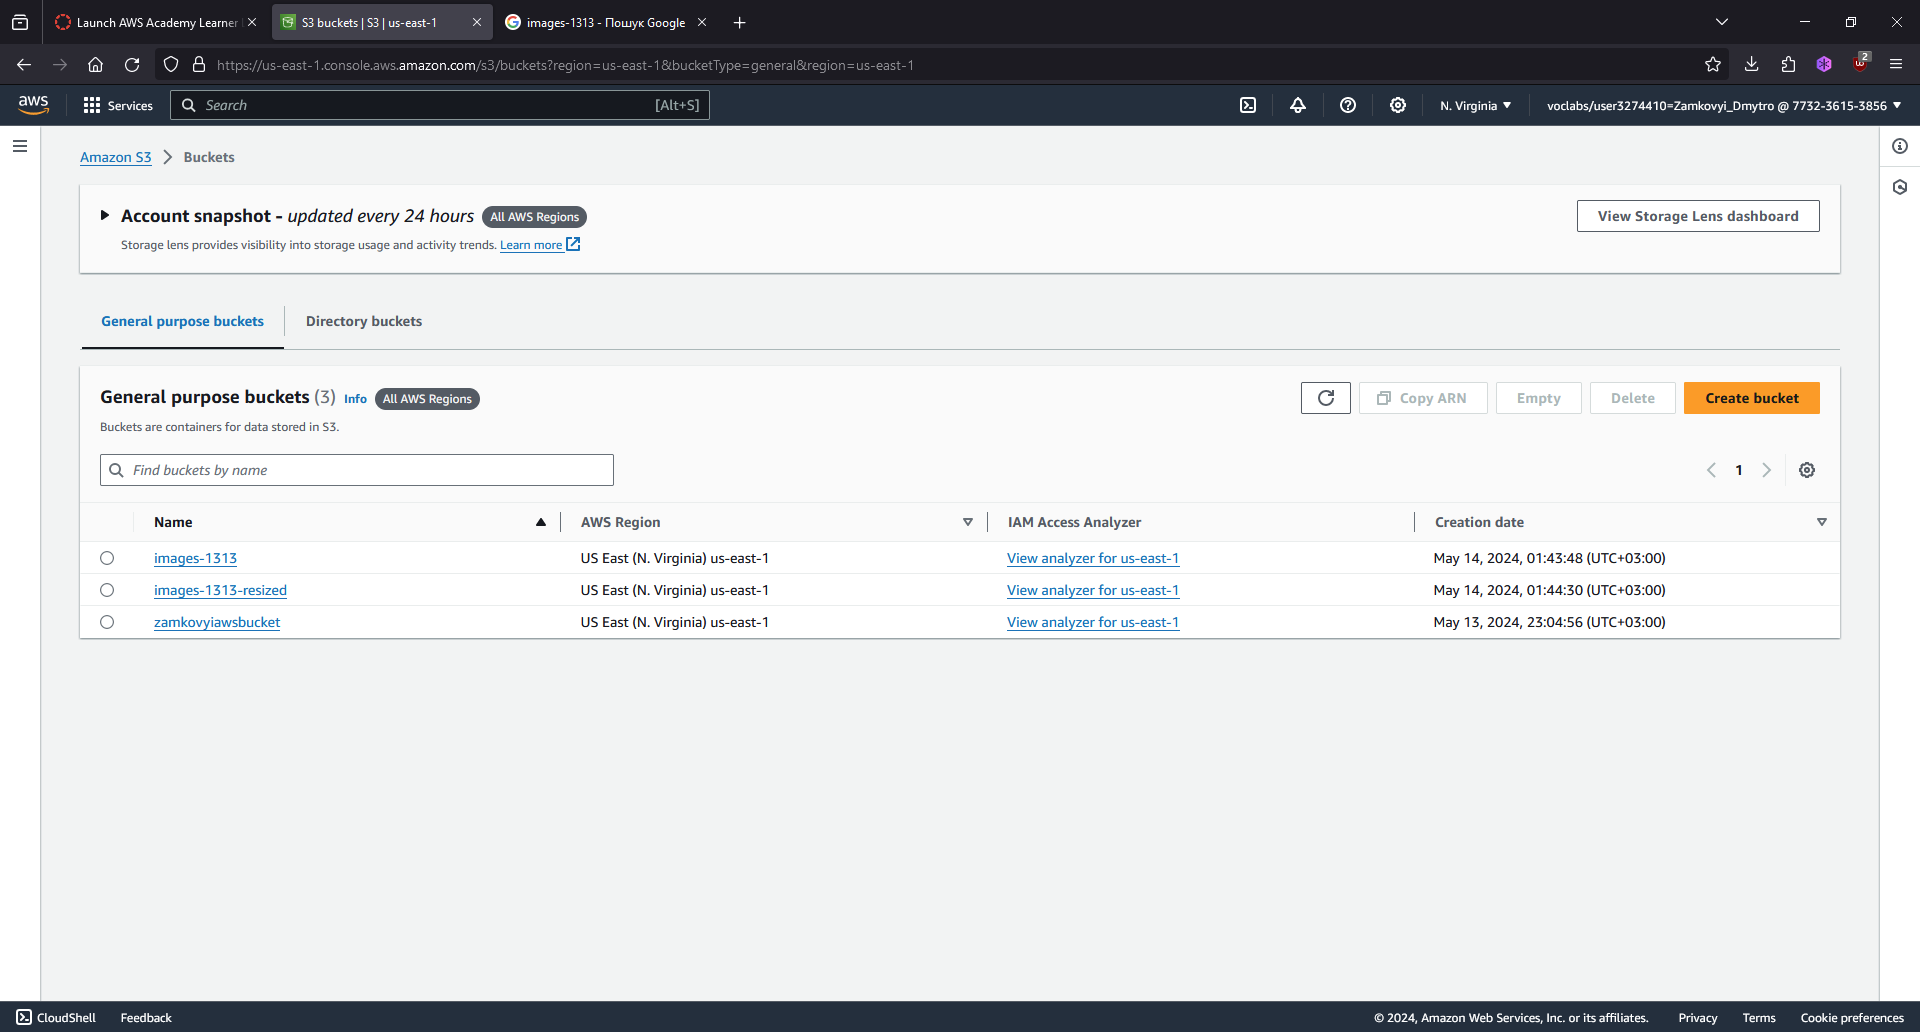 Launch AWS Academy Learner
S3 buckets | S3 | us-east-1
images-1313 - Пошук Google
https://us-east-1.console.aws.amazon.com/s3/buckets?region=us-east-1&bucketType=general&region=us-east-1
2
aws
Services
Search
[Alt+S]
N. Virginia
voclabs/user3274410=Zamkovyi_Dmytro @ 7732-3615-3856
Amazon S3
Buckets
Account snapshot - updated every 24 hours
All AWS Regions
View Storage Lens dashboard
Storage lens provides visibility into storage usage and activity trends. Learn more
General purpose buckets
Directory buckets
General purpose buckets (3)
Info
All AWS Regions
Copy ARN
Empty
Delete
Create bucket
Buckets are containers for data stored in S3.
Find buckets by name
1
Name
AWS Region
IAM Access Analyzer
Creation date
images-1313
US East (N. Virginia) us-east-1
View analyzer for us-east-1
May 14, 2024, 01:43:48 (UTC+03:00)
images-1313-resized
US East (N. Virginia) us-east-1
View analyzer for us-east-1
May 14, 2024, 01:44:30 (UTC+03:00)
zamkovyiawsbucket
US East (N. Virginia) us-east-1
View analyzer for us-east-1
May 13, 2024, 23:04:56 (UTC+03:00)
CloudShell
Feedback
© 2024, Amazon Web Services, Inc. or its affiliates.
Privacy
Terms
Cookie preferences